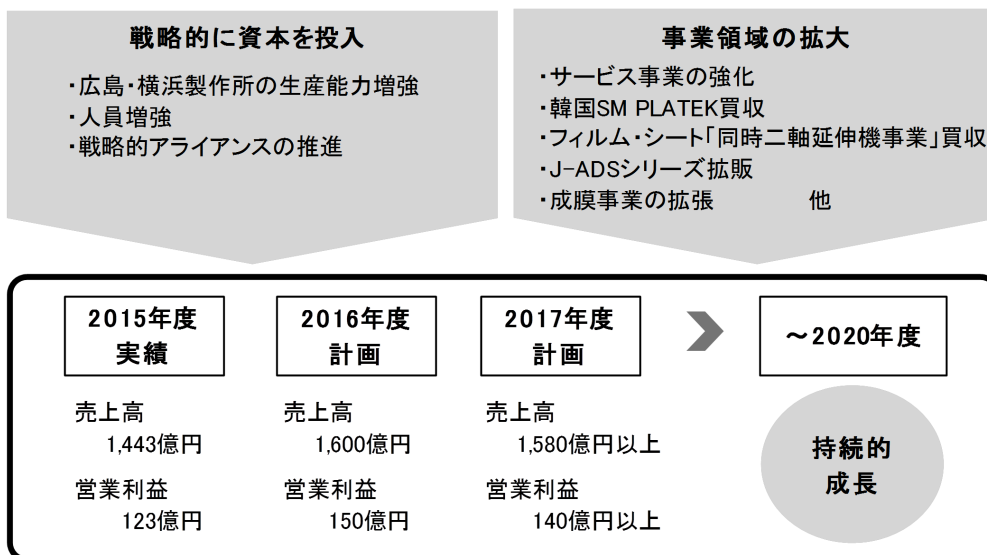 戦略的に資本を投入
・広島・横浜製作所の生産能力増強
・人員増強
・戦略的アライアンスの推進
事業領域の拡大
・サービス事業の強化
・韓国SM PLATEK買収
・フィルム・シート「同時二軸延伸機事業」買収
・J-ADSシリーズ拡販
・成膜事業の拡張 他
2015年度
実績
売上高
1,443億円
営業利益
123億円
2016年度
計画
売上高
1,600億円
営業利益
150億円
2017年度
計画
売上高
1,580億円以上
営業利益
140億円以上
～2020年度
持続的
成長